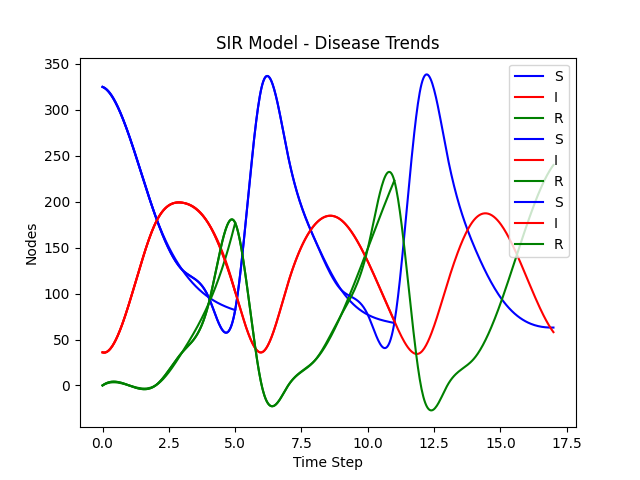 SIR Model - Disease Trends
350
300
250
200
150
100
50
0
Nodes
0.0 2.5 5.0 7.5 10.0 12.5 15.0 17.5
Time Step
S
I
R
S
I
R
S
I
R